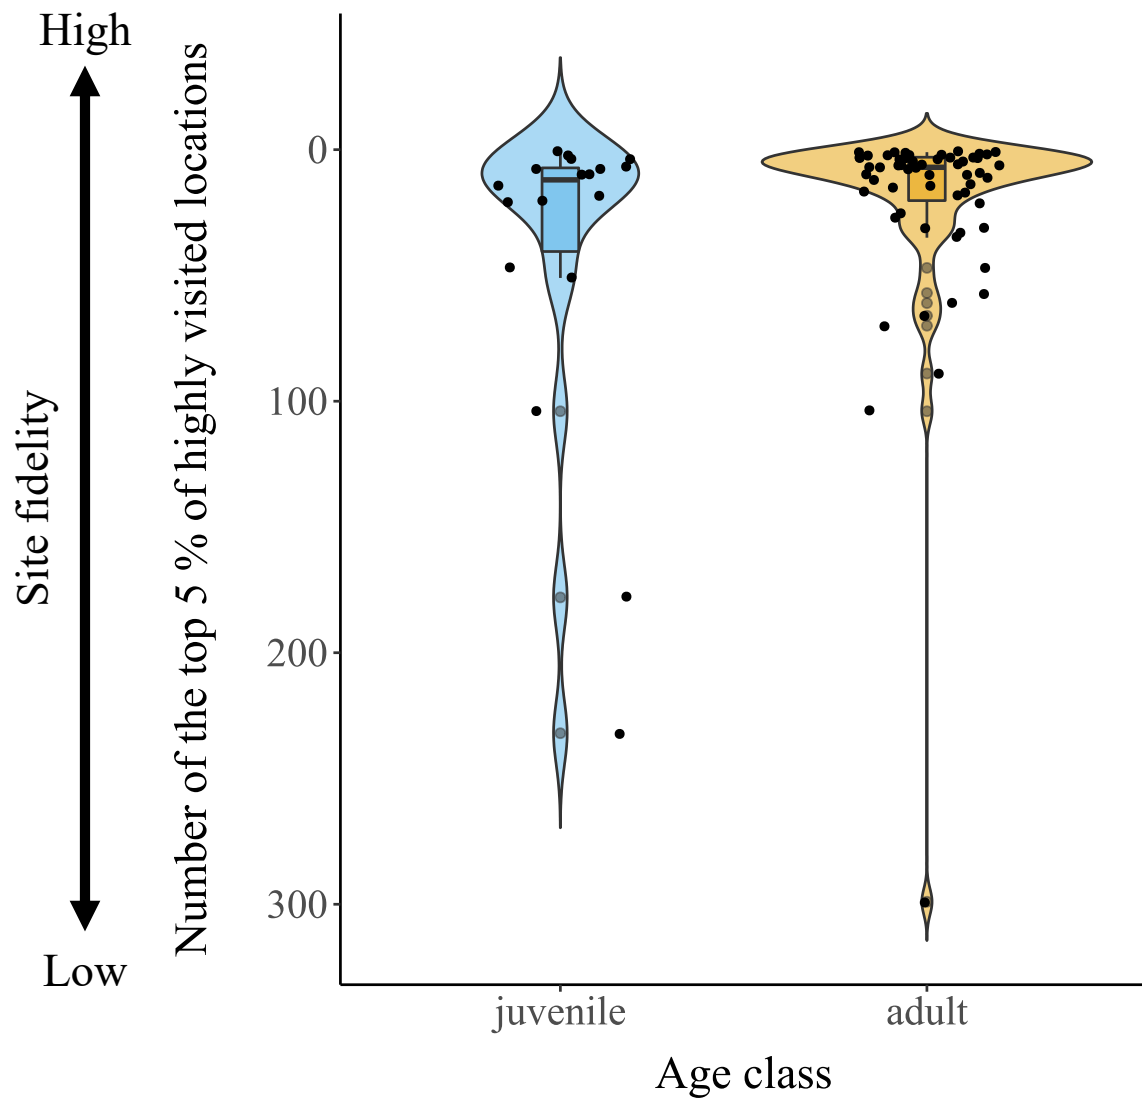 High
Site fidelity
Low
Number of the top 5 % of highly visited locations
0
100
200
300
juvenile
adult
Age class